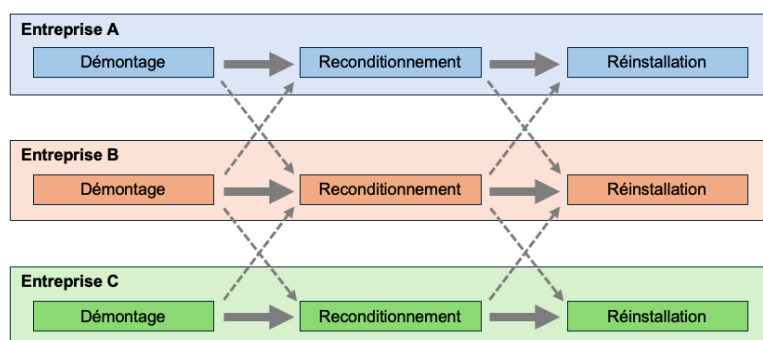 Entreprise A
Démontage
Reconditionnement
Réinstallation
Entreprise B
Démontage
Reconditionnement
Réinstallation
Entreprise C
Démontage
Reconditionnement
Réinstallation